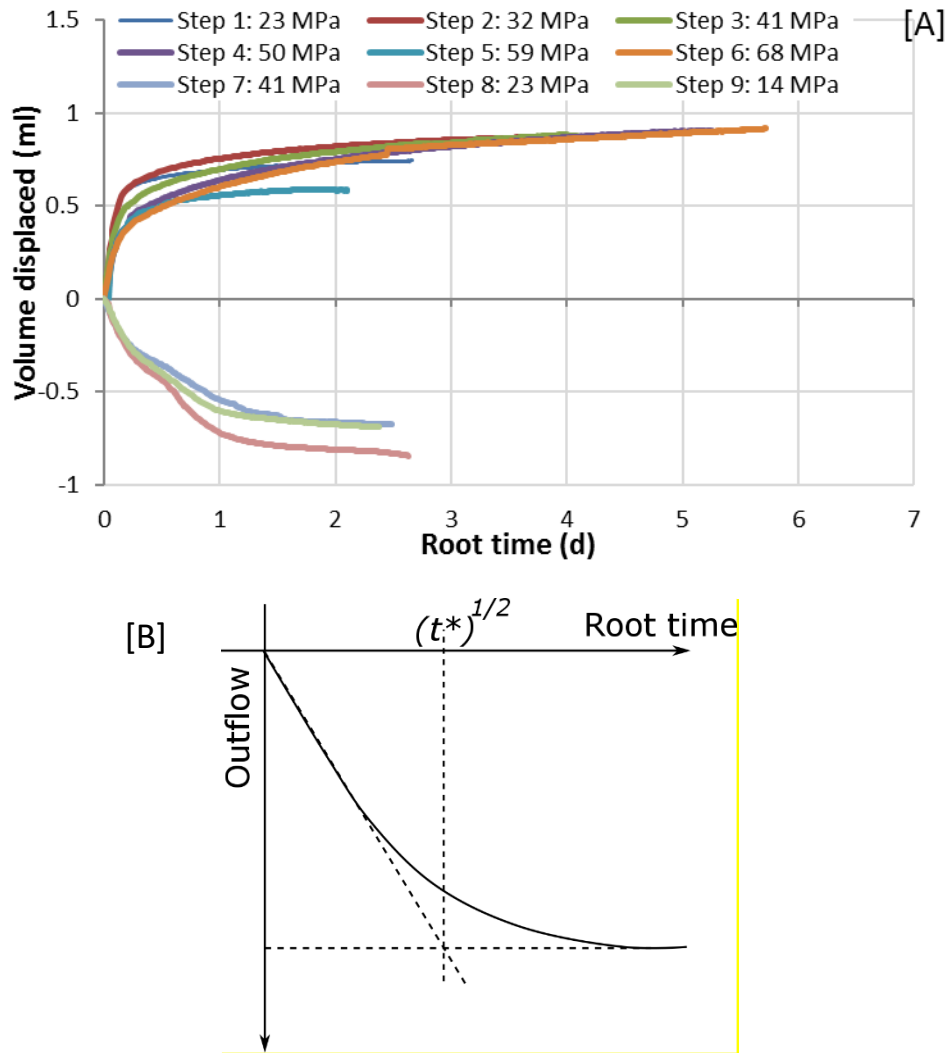 1.5
Step 1: 23 MPa Step 2: 32 MPa Step 3: 41 MPa [A]
Step 4: 50 MPa Step 5: 59 MPa Step 6: 68 MPa
Step 7: 41 MPa Step 8: 23 MPa Step 9: 14 MPa
1
0.5
0
-0.5
-1
Volume displaced (ml)
0 1 2 3 4 5 6 7
Root time (d)
[B]
(t*)^1/2
Root time
Outflow